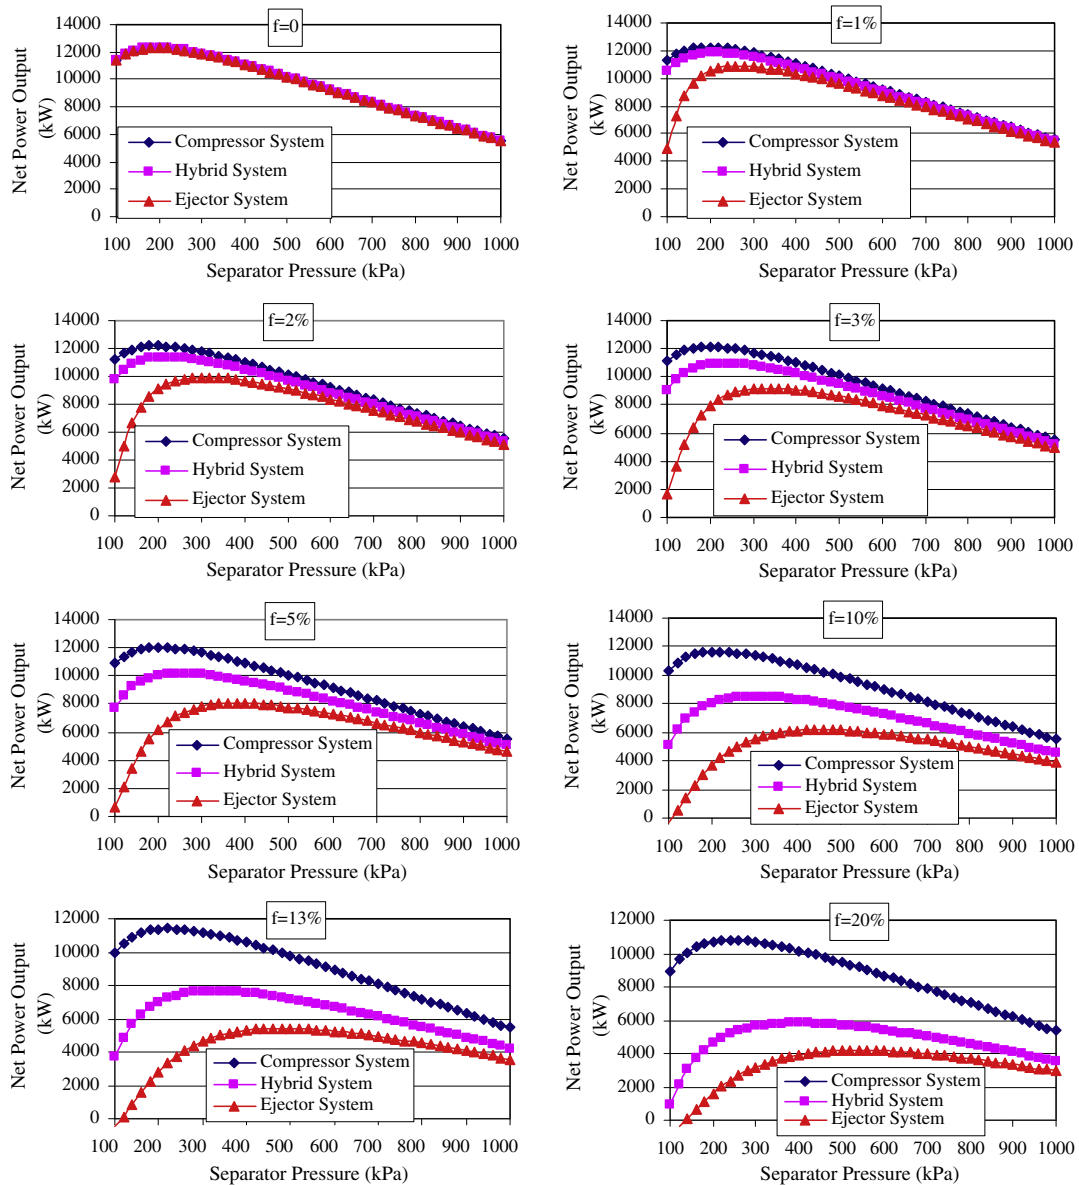 f=0
Net Power Output
(kW)
14000
12000
10000
8000
6000
4000
2000
0
Compressor System
Hybrid System
Ejector System
100 200 300 400 500 600 700 800 900 1000
Separator Pressure (kPa)
f=1%
Net Power Output
(kW)
14000
12000
10000
8000
6000
4000
2000
0
Compressor System
Hybrid System
Ejector System
100 200 300 400 500 600 700 800 900 1000
Separator Pressure (kPa)
f=2%
Net Power Output
(kW)
14000
12000
10000
8000
6000
4000
2000
0
Compressor System
Hybrid System
Ejector System
100 200 300 400 500 600 700 800 900 1000
Separator Pressure (kPa)
f=3%
Net Power Output
(kW)
14000
12000
10000
8000
6000
4000
2000
0
Compressor System
Hybrid System
Ejector System
100 200 300 400 500 600 700 800 900 1000
Separator Pressure (kPa)
f=5%
Net Power Output
(kW)
14000
12000
10000
8000
6000
4000
2000
0
Compressor System
Hybrid System
Ejector System
100 200 300 400 500 600 700 800 900 1000
Separator Pressure (kPa)
f=10%
Net Power Output
(kW)
14000
12000
10000
8000
6000
4000
2000
0
Compressor System
Hybrid System
Ejector System
100 200 300 400 500 600 700 800 900 1000
Separator Pressure (kPa)
f=13%
Net Power Output
(kW)
12000
10000
8000
6000
4000
2000
0
Compressor System
Hybrid System
Ejector System
100 200 300 400 500 600 700 800 900 1000
Separator Pressure (kPa)
f=20%
Net Power Output
(kW)
12000
10000
8000
6000
4000
2000
0
Compressor System
Hybrid System
Ejector System
100 200 300 400 500 600 700 800 900 1000
Separator Pressure (kPa)